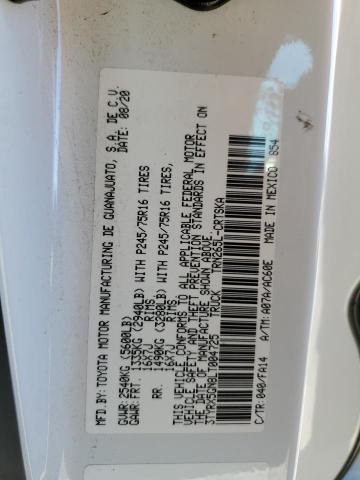 MFD.BY:TOYOTA MOTOR MANUFACTURING DE GUANAJUATO, S.A. DE C.V.
DATE: 08/20
GVWR:2540KG(5600LB)
GAWR: FRT. 1335KG(2940LB) WITH P245/75R16 TIRES
16X7J RIMS,
RR. 1490KG(3280LB) WITH P245/75R16 TIRES,
16X7J RIMS.
THIS VEHICLE CONFORMS TO ALL APPLICABLE FEDERAL MOTOR
VEHICLE SAFETY AND THEFT PREVENTION STANDARDS IN EFFECT ON
THE DATE OF MANUFACTURE SHOWN ABOVE.
TRUCK TRN265L-CRTSKA
C/TR:040/FA14
A/TM:A07A/AC60E
MADE IN MEXICO
854